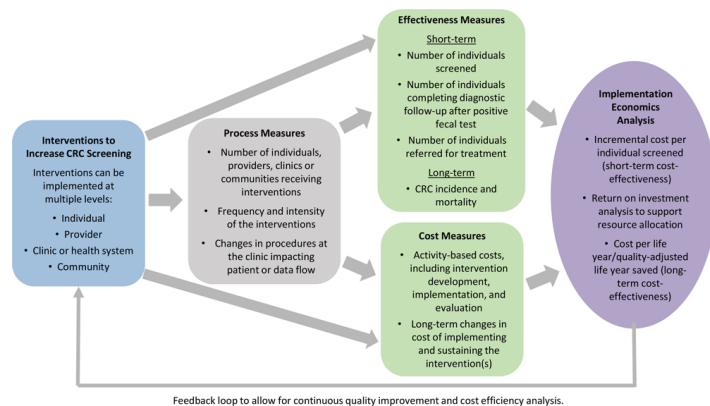 Interventions to
Increase CRC Screening
Interventions can be
implemented at
multiple levels:
• Individual
• Provider
• Clinic or health system
• Community
Process Measures
• Number of individuals,
providers, clinics or
communities receiving
interventions
• Frequency and intensity
of the interventions
• Changes in procedures at
the clinic impacting
patient or data flow
Effectiveness Measures
Short-term
• Number of individuals
screened
• Number of individuals
completing diagnostic
follow-up after positive
fecal test
• Number of individuals
referred for treatment
Long-term
• CRC incidence and
mortality
Cost Measures
• Activity-based costs,
including intervention
development,
implementation, and
evaluation
• Long-term changes in
cost of implementing
and sustaining the
intervention(s)
Implementation
Economics
Analysis
• Incremental cost per
individual screened
(short-term cost-
effectiveness)
• Return on investment
analysis to support
resource allocation
• Cost per life
year/quality-adjusted
life year saved (long-
term cost-
effectiveness)
Feedback loop to allow for continuous quality improvement and cost efficiency analysis.